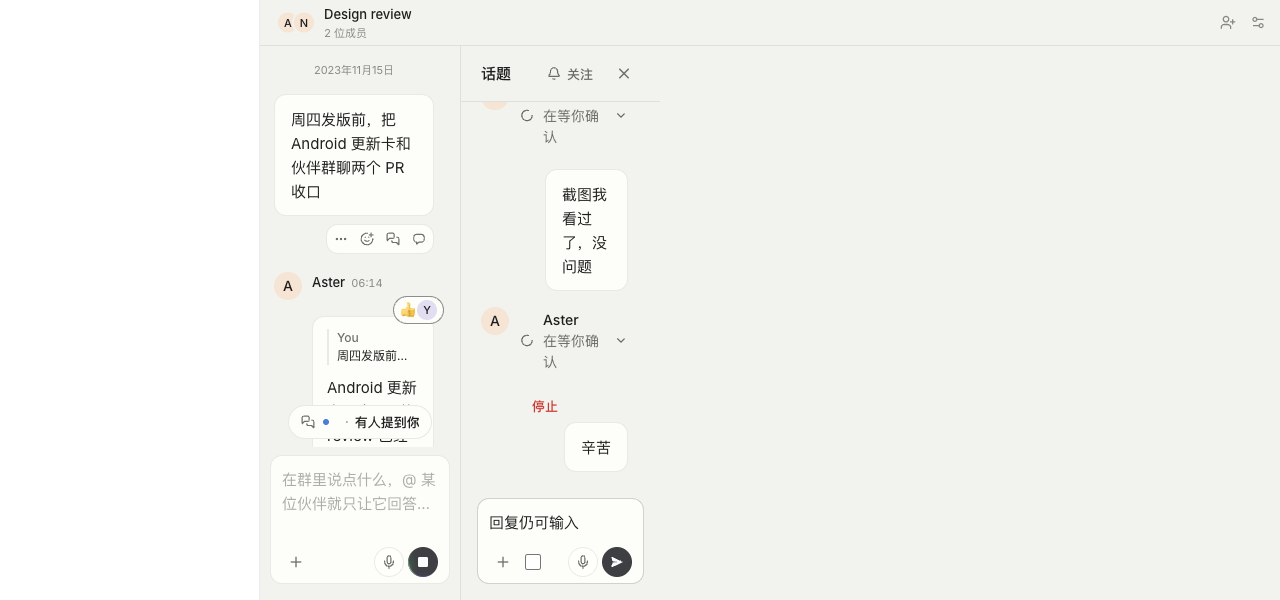 A N
Design review
2 位成员
2023年11月15日
周四发版前，把
Android 更新卡和
伙伴群聊两个 PR
收口
A
Aster 06:14
👍 Y
You
周四发版前...
Android 更新
· 有人提到你
在群里说点什么，@ 某
位伙伴就只让它回答...
话题
关注
在等你确
认
截图我
看过
了，没
问题
A
Aster
在等你确
认
停止
辛苦
回复仍可输入